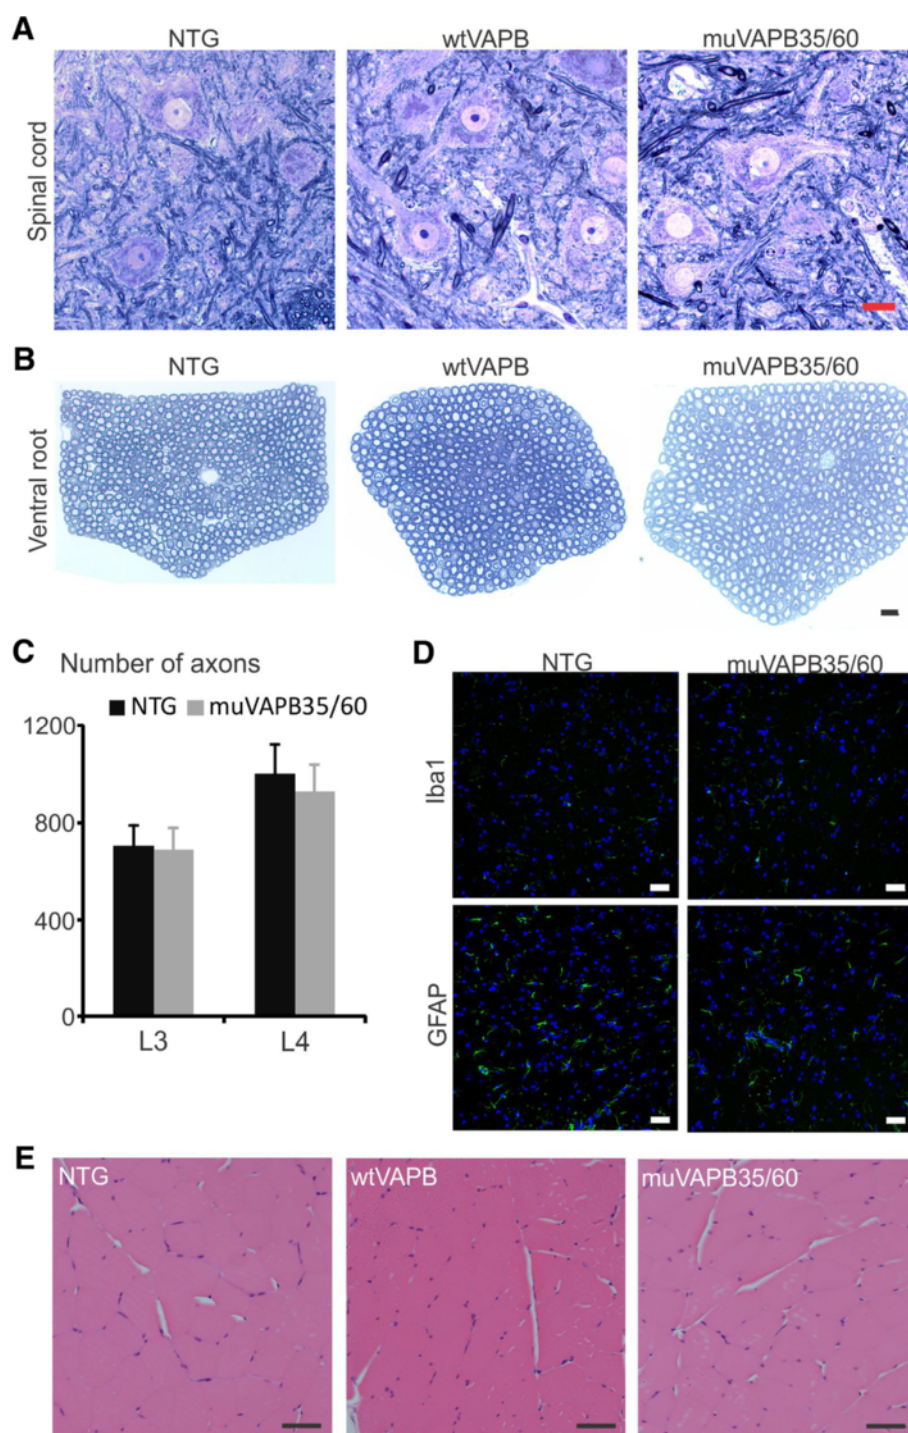 A
NTG wtVAPB muVAPB35/60
Spinal cord
B
NTG wtVAPB muVAPB35/60
Ventral root
C Number of axons
NTG muVAPB35/60
1200
800
400
0
L3 L4
D
NTG muVAPB35/60
Iba1
GFAP
E
NTG wtVAPB muVAPB35/60